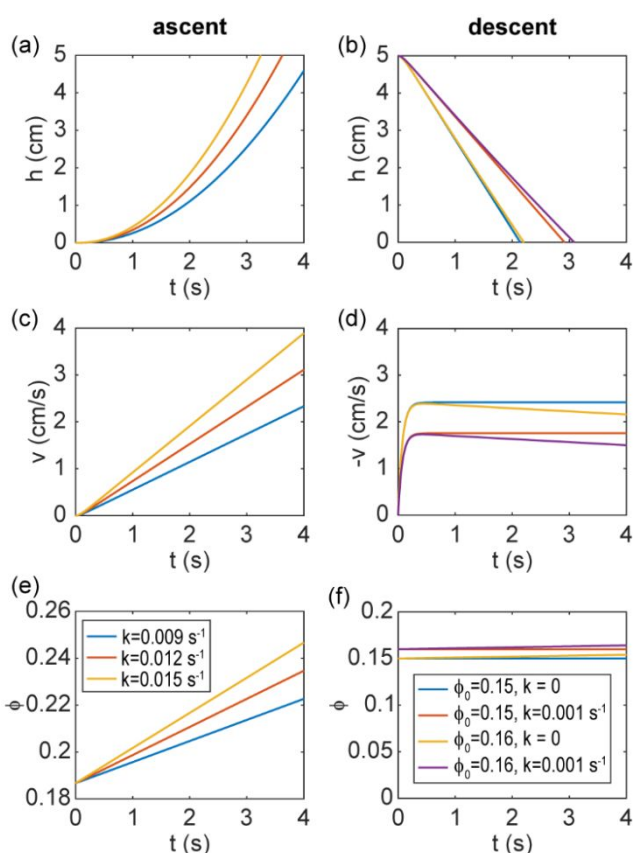 ascent
descent
(a)
(b)
5
4
3
2
1
0
h (cm)
0 1 2 3 4
t (s)
5
4
3
2
1
0
h (cm)
0 1 2 3 4
t (s)
(c)
(d)
4
3
2
1
0
v (cm/s)
0 1 2 3 4
t (s)
4
3
2
1
0
-v (cm/s)
0 1 2 3 4
t (s)
(e)
(f)
0.26
0.24
0.22
0.2
0.18
ϕ
k=0.009 s⁻¹
k=0.012 s⁻¹
k=0.015 s⁻¹
0 1 2 3 4
t (s)
0.2
0.15
0.1
0.05
0
ϕ
ϕ₀=0.15, k = 0
ϕ₀=0.15, k=0.001 s⁻¹
ϕ₀=0.16, k = 0
ϕ₀=0.16, k=0.001 s⁻¹
0 1 2 3 4
t (s)